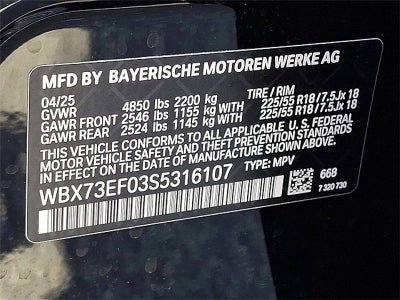 MFD BY BAYERISCHE MOTOREN WERKE AG
04/25 TIRE / RIM
GVWR 4850 lbs 2200 kg
GAWR FRONT 2546 lbs 1155 kg WITH 225/55 R18 / 7.5Jx 18
GAWR REAR 2524 lbs 1145 kg WITH 225/55 R18 / 7.5Jx 18
THIS VEHICLE CONFORMS TO ALL APPLICABLE U. S. FEDERAL
MOTOR VEHICLE SAFETY AND THEFT PREVENTION STANDARDS
IN EFFECT ON THE DATE OF MANUFACTURE SHOWN ABOVE.
WBX73EF03S5316107 TYPE: MPV
668
7 320 730